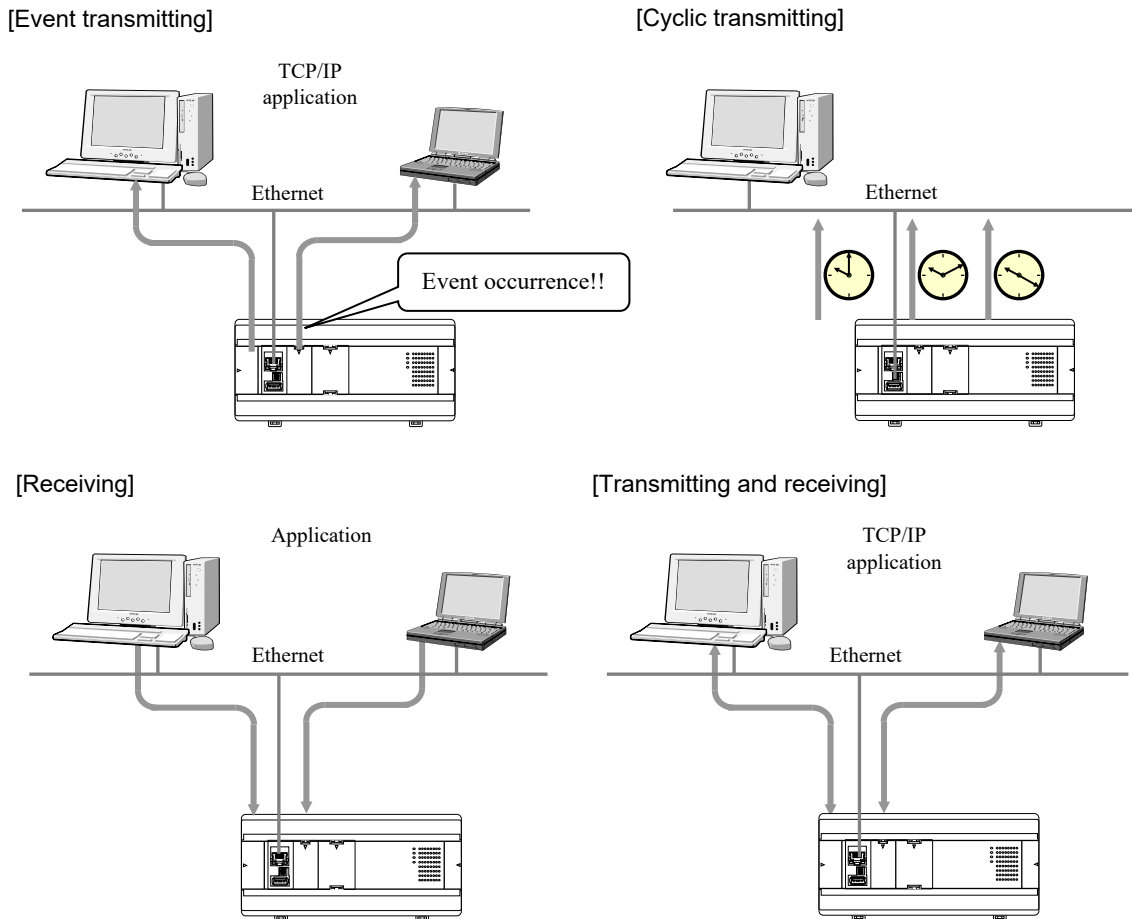 [Event transmitting]
TCP/IP
application
Ethernet
Event occurrence!!
[Cyclic transmitting]
Ethernet
[Receiving]
Application
Ethernet
[Transmitting and receiving]
TCP/IP
application
Ethernet